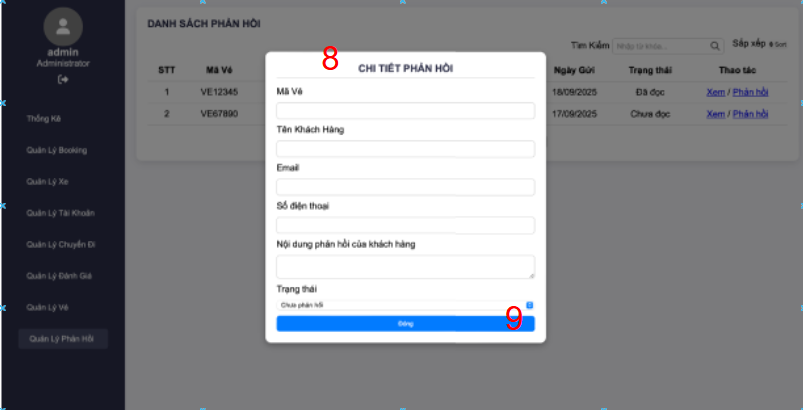 admin
Administrator
Thống Kê
Quản Lý Booking
Quản Lý Xe
Quản Lý Tài Khoản
Quản Lý Chuyến Đi
Quản Lý Đánh Giá
Quản Lý Vé
Quản Lý Phản Hồi
DANH SÁCH PHẢN HỒI
Tìm Kiếm Nhập từ khóa... Sắp xếp Sort
STT Mã Vé Ngày Gửi Trạng thái Thao tác
1 VE12345 18/09/2025 Đã đọc Xem / Phản hồi
2 VE67890 17/09/2025 Chưa đọc Xem / Phản hồi
8
CHI TIẾT PHẢN HỒI
Mã Vé
Tên Khách Hàng
Email
Số điện thoại
Nội dung phản hồi của khách hàng
Trạng thái
Chưa phản hồi
Đóng
9